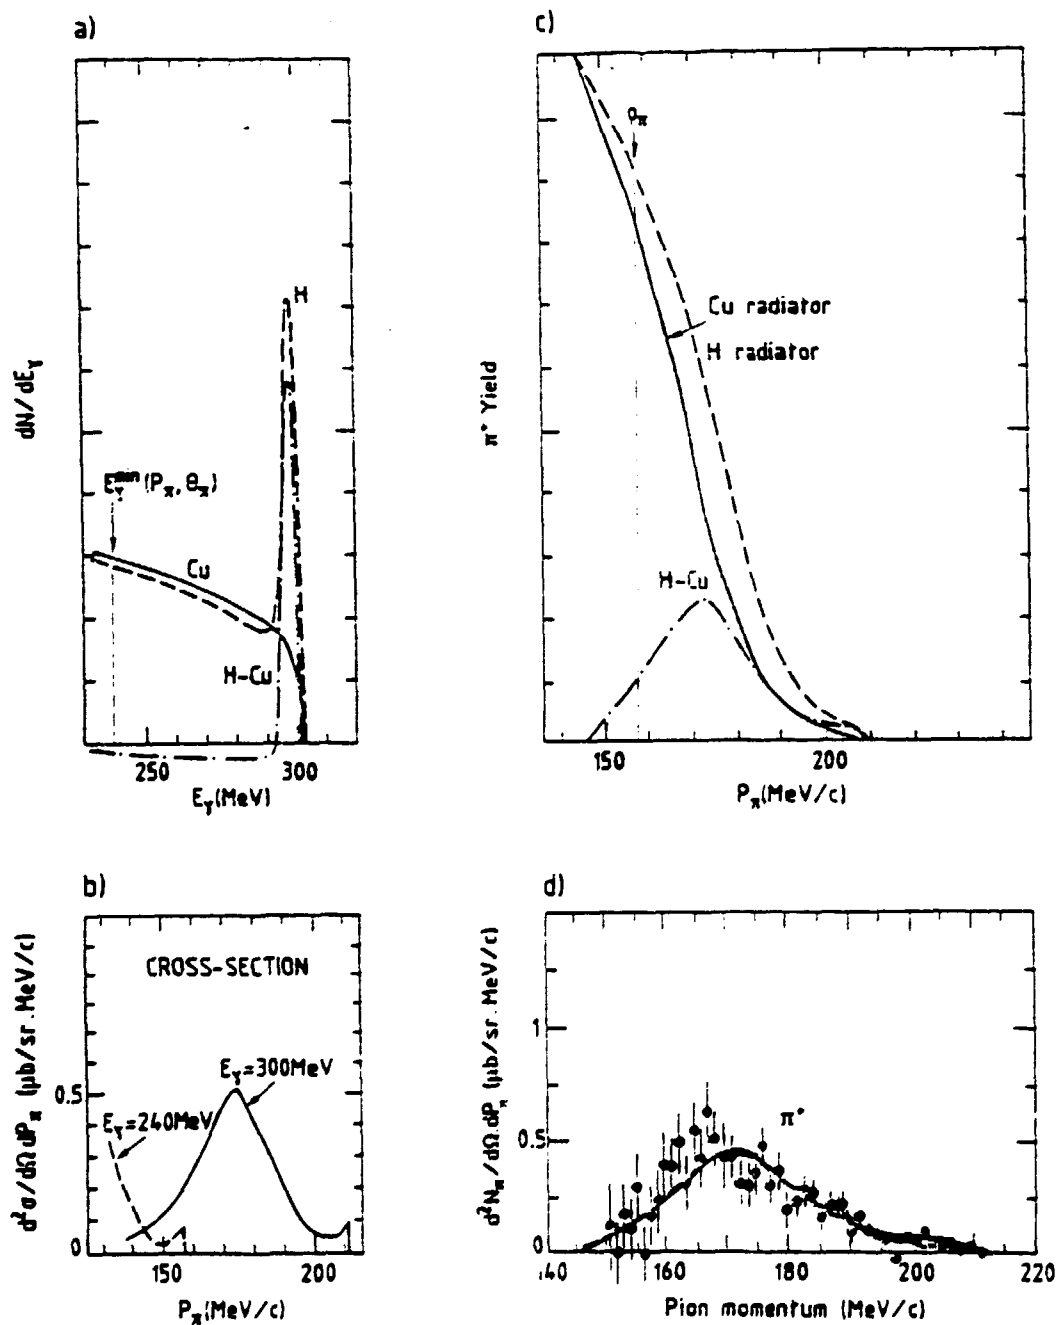 a)
dN/dEγ
H
Eγmin(Pπ, θπ)
Cu
H-Cu
250
300
Eγ(MeV)
c)
π+ Yield
Pπ
Cu radiator
H radiator
H-Cu
150
200
Pπ(MeV/c)
b)
d²σ/dΩdPπ (μb/sr.MeV/c)
CROSS-SECTION
Eγ=300MeV
0.5
Eγ=240MeV
0
150
200
Pπ(MeV/c)
d)
d²Nπ/dΩ.dPπ (μb/sr.MeV/c)
1
π+
0.5
0
140
160
180
200
220
Pion momentum (MeV/c)